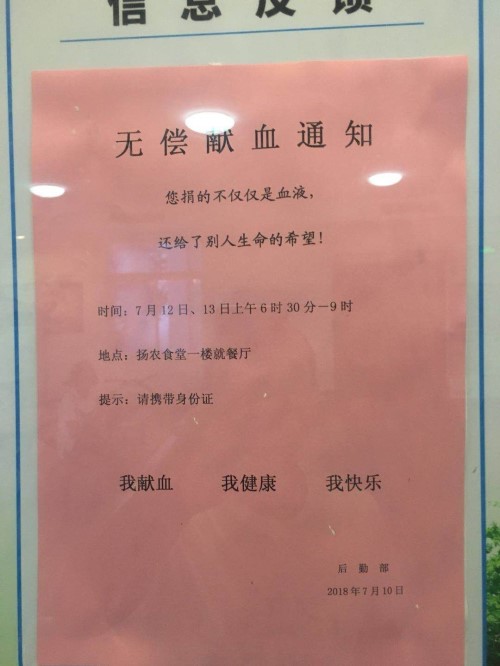 信息反馈
无偿献血通知
您捐的不仅仅是血液，
还给了别人生命的希望！
时间：7月12日、13日上午6时30分－9时
地点：扬农食堂一楼就餐厅
提示：请携带身份证
我献血 我健康 我快乐
后勤部
2018年7月10日